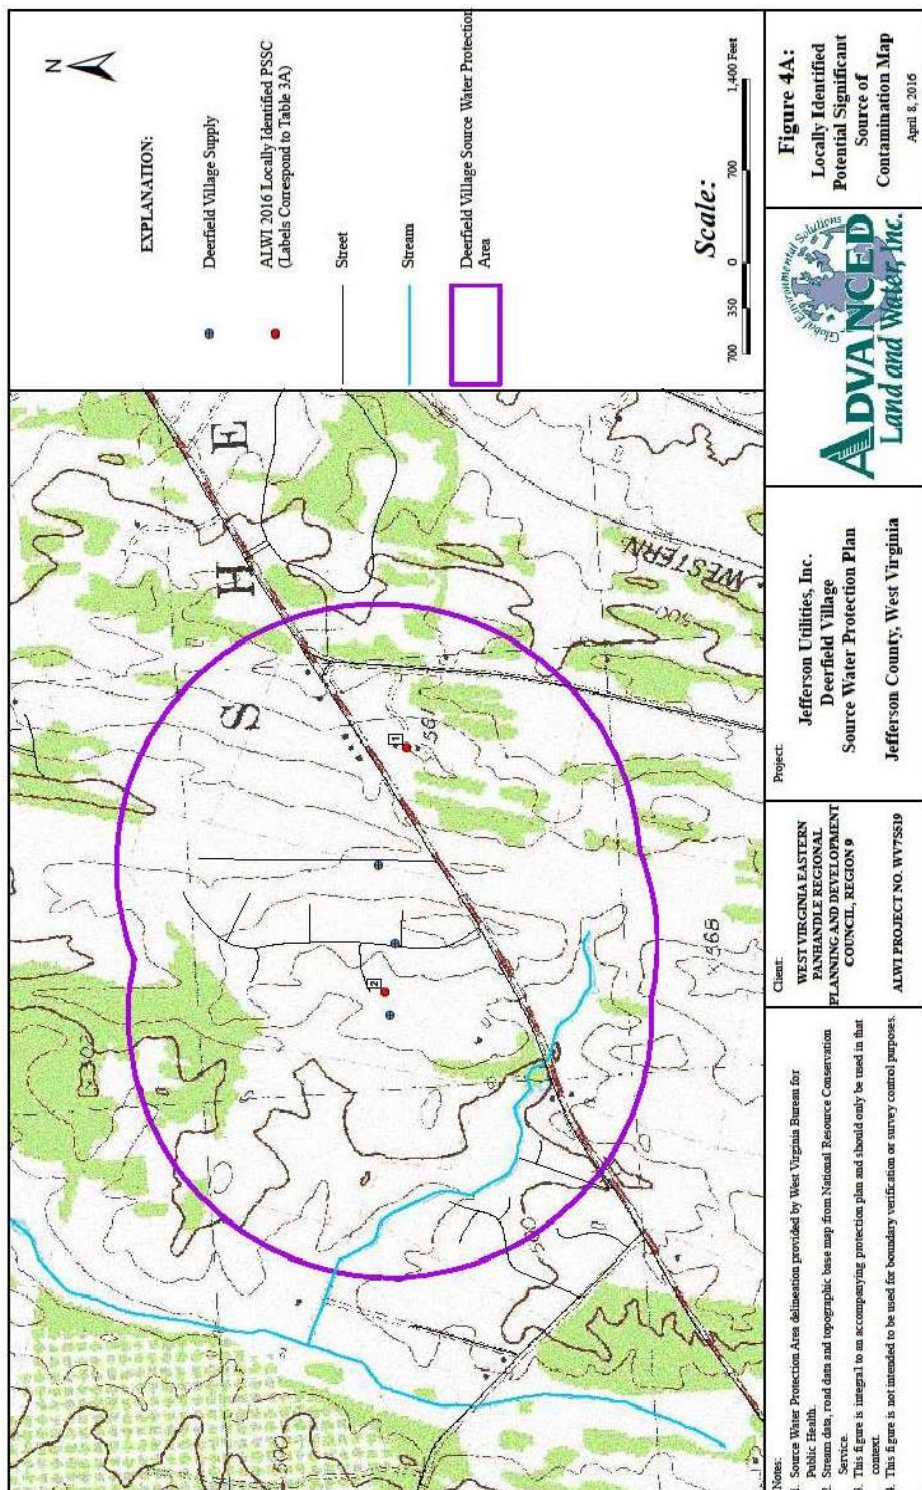 N
EXPLANATION:
Deerfield Village Supply
ALWI 2016 Locally Identified PSSC
(Labels Correspond to Table 3A)
Street
Stream
Deerfield Village Source Water Protection
Area
Scale:
700 350 0 700 1,400 Feet
S H E
WESTERN
500
568
500
500
1
2
Notes:
1. Source Water Protection Area delineation provided by West Virginia Bureau for
Public Health.
2. Stream data, road data and topographic base map from National Resource Conservation
Service.
3. This figure is integral to an accompanying protection plan and should only be used in that
context.
4. This figure is not intended to be used for boundary verification or survey control purposes.
Client:
WEST VIRGINIA EASTERN
PANHANDLE REGIONAL
PLANNING AND DEVELOPMENT
COUNCIL, REGION 9
ALWI PROJECT NO. WV7S519
Project:
Jefferson Utilities, Inc.
Deerfield Village
Source Water Protection Plan
Jefferson County, West Virginia
Global Environmental Solutions
ADVANCED
Land and Water, Inc.
Figure 4A:
Locally Identified
Potential Significant
Source of
Contamination Map
April 8, 2016